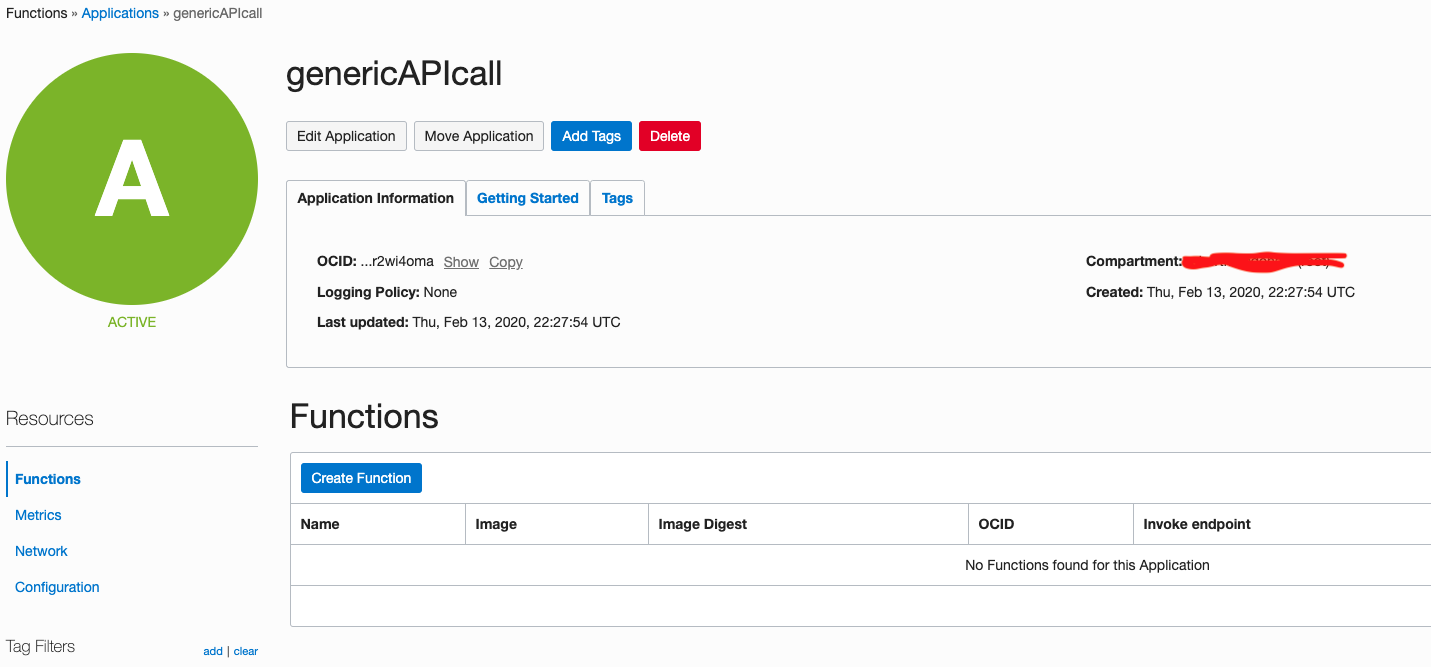 Functions » Applications » genericAPIcall
A
ACTIVE
genericAPIcall
Edit Application Move Application Add Tags Delete
Application Information Getting Started Tags
OCID: ...r2wi4oma Show Copy
Compartment:
Logging Policy: None
Created: Thu, Feb 13, 2020, 22:27:54 UTC
Last updated: Thu, Feb 13, 2020, 22:27:54 UTC
Resources
Functions
Metrics
Network
Configuration
Tag Filters add | clear
Functions
Create Function
Name Image Image Digest OCID Invoke endpoint
No Functions found for this Application